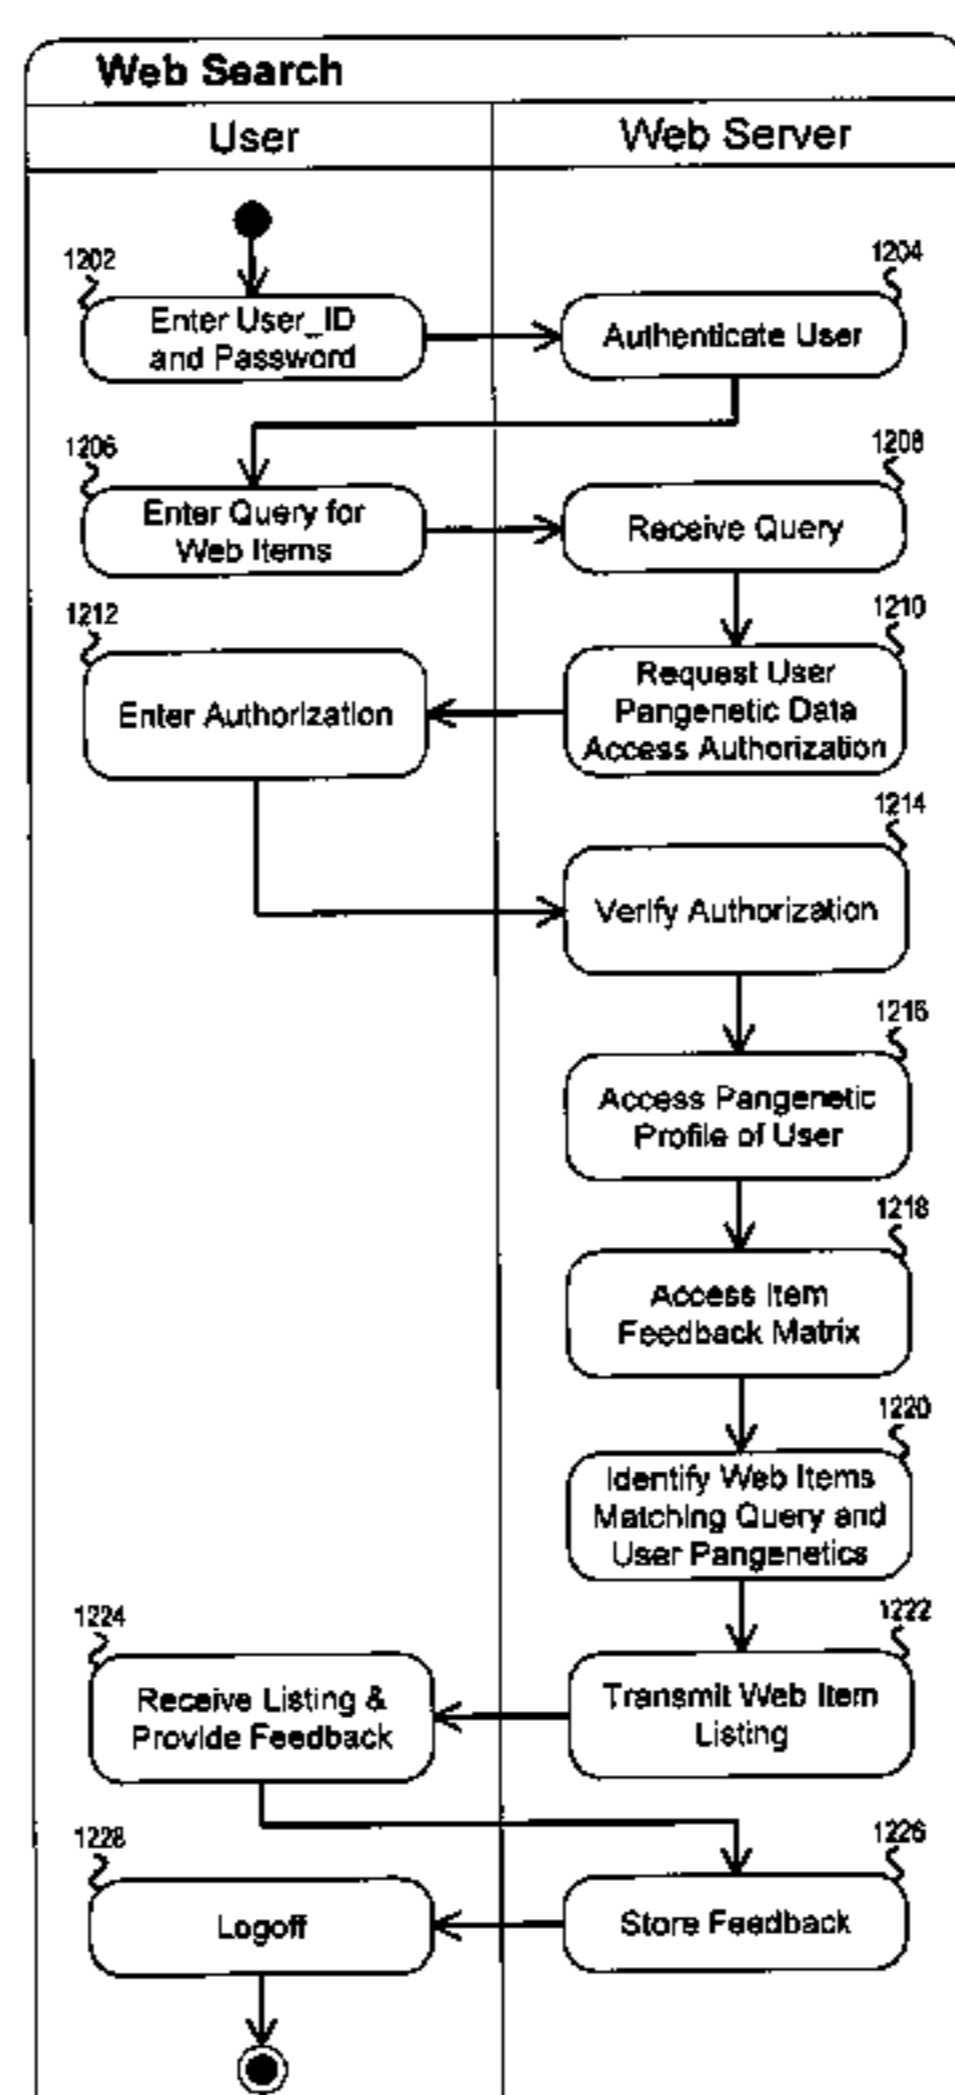 Web Search
User
Web Server
1202
Enter User_ID
and Password
1204
Authenticate User
1206
Enter Query for
Web Items
1208
Receive Query
1210
Request User
Pangenetic Data
Access Authorization
1212
Enter Authorization
1214
Verify Authorization
1216
Access Pangenetic
Profile of User
1218
Access Item
Feedback Matrix
1220
Identify Web Items
Matching Query and
User Pangenetics
1222
Transmit Web Item
Listing
1224
Receive Listing &
Provide Feedback
1226
Store Feedback
1228
Logoff